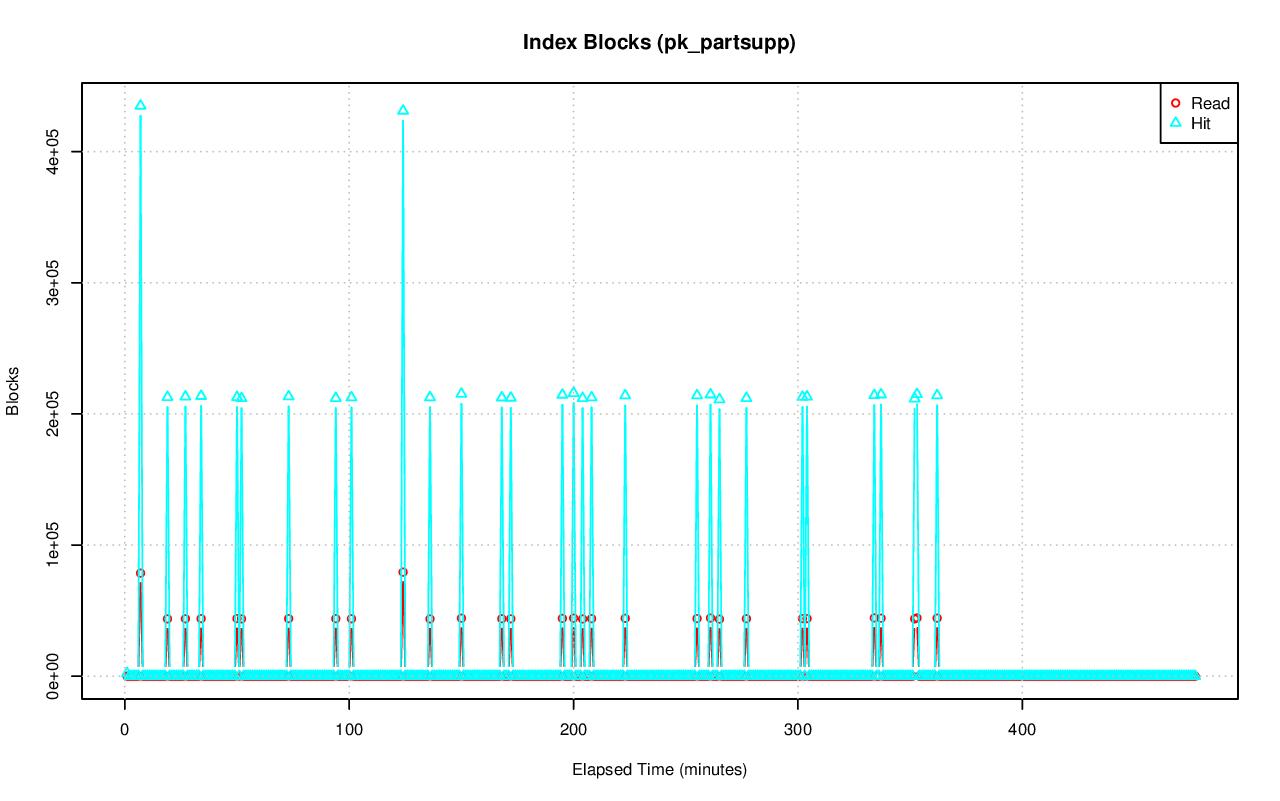 Index Blocks (pk_partsupp)
Read
Hit
Blocks
4e+05
3e+05
2e+05
1e+05
0e+00
0 100 200 300 400
Elapsed Time (minutes)